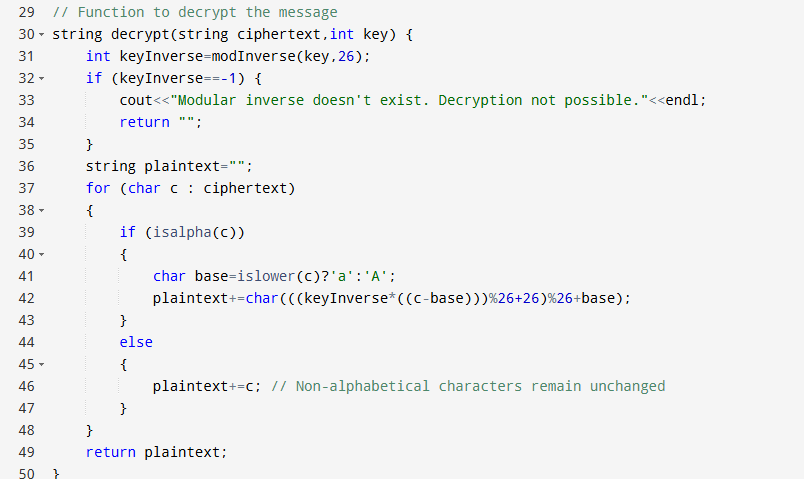 29 // Function to decrypt the message
30 string decrypt(string ciphertext,int key) {
31     int keyInverse=modInverse(key,26);
32     if (keyInverse==-1) {
33         cout<<"Modular inverse doesn't exist. Decryption not possible."<<endl;
34         return "";
35     }
36     string plaintext="";
37     for (char c : ciphertext)
38     {
39         if (isalpha(c))
40         {
41             char base=islower(c)?'a':'A';
42             plaintext+=char(((keyInverse*((c-base)))%26+26)%26+base);
43         }
44         else
45         {
46             plaintext+=c; // Non-alphabetical characters remain unchanged
47         }
48     }
49     return plaintext;
50 }